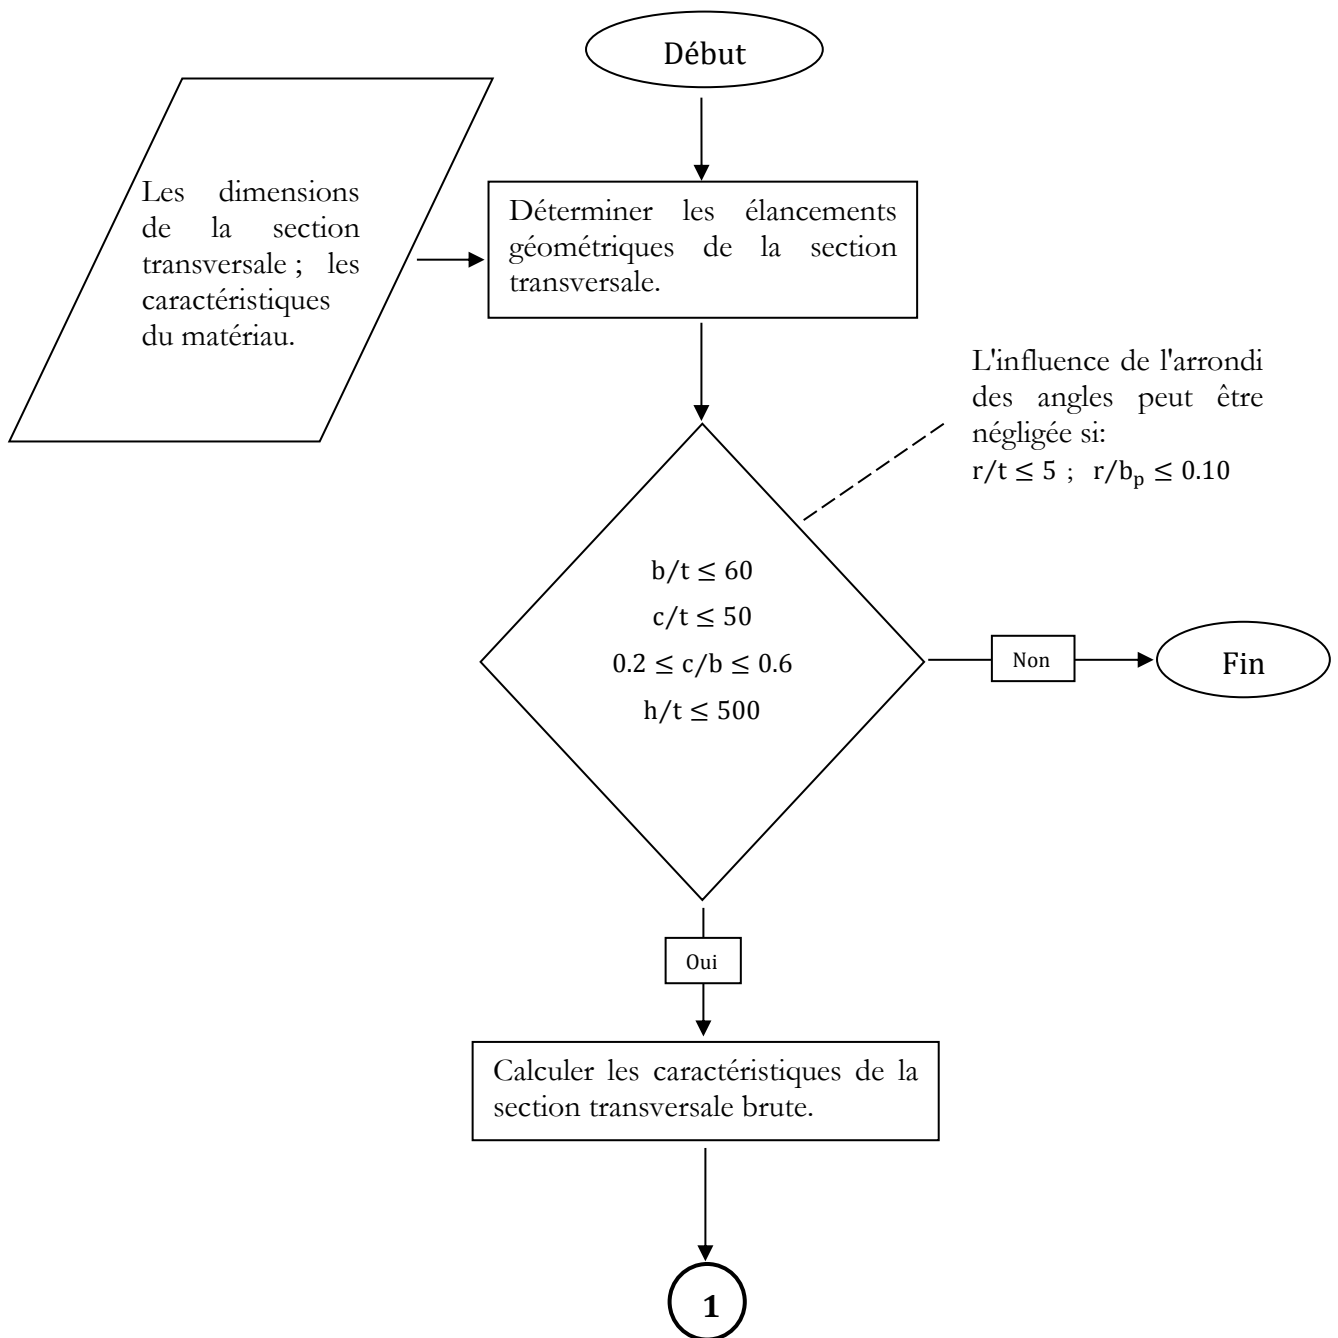 Début
Les dimensions
de la section
transversale ; les
caractéristiques
du matériau.
Déterminer les élancements
géométriques de la section
transversale.
L'influence de l'arrondi
des angles peut être
négligée si:
r/t ≤ 5 ; r/bₚ ≤ 0.10
b/t ≤ 60
c/t ≤ 50
0.2 ≤ c/b ≤ 0.6
h/t ≤ 500
Non
Fin
Oui
Calculer les caractéristiques de la
section transversale brute.
1